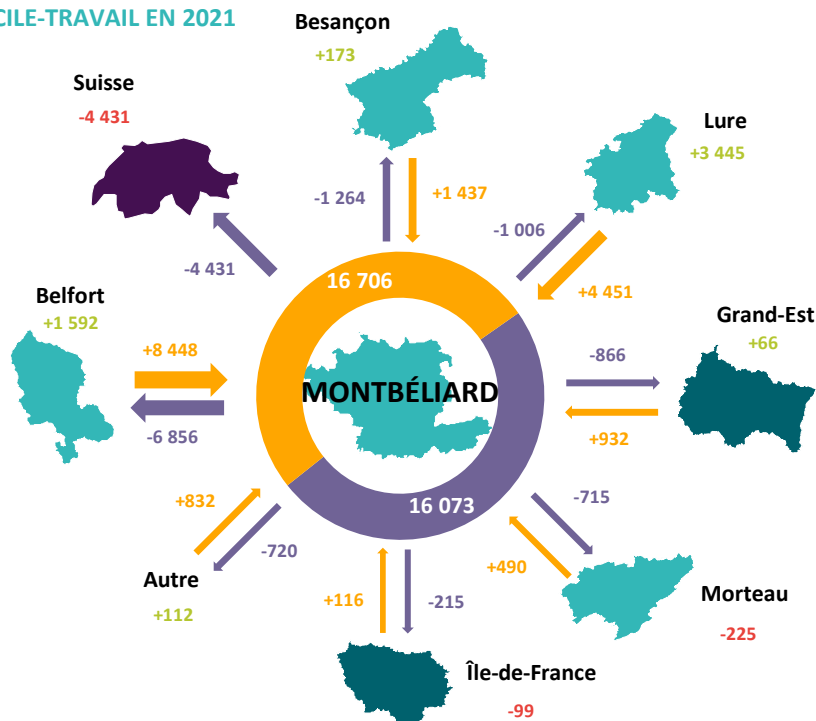 CILE-TRAVAIL EN 2021
Besançon
+173
Suisse
-4 431
Lure
+3 445
-1 264
+1 437
-1 006
-4 431
+4 451
16 706
Belfort
+1 592
Grand-Est
+66
+8 448
-866
MONTBÉLIARD
-6 856
+932
+832
16 073
-715
-720
+490
Autre
+112
+116
-215
Morteau
-225
Île-de-France
-99